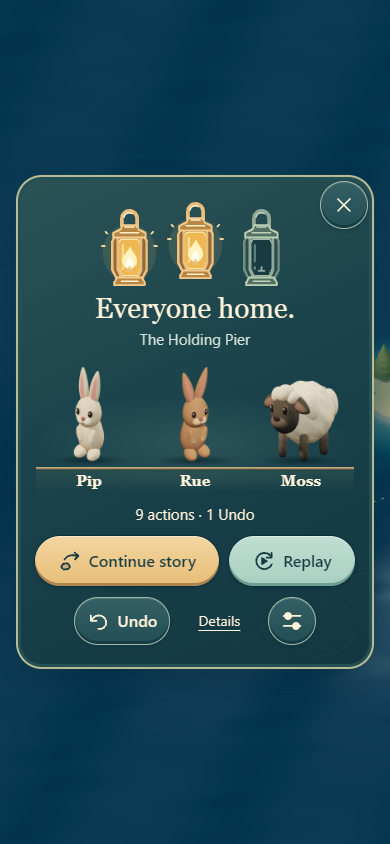 Everyone home.
The Holding Pier
Pip Rue Moss
9 actions · 1 Undo
Continue story Replay
Undo Details